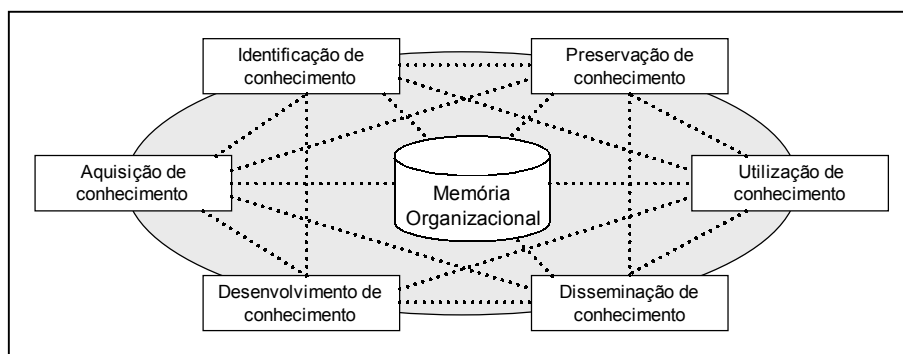 Identificação de
conhecimento
Preservação de
conhecimento
Aquisição de
conhecimento
Memória
Organizacional
Utilização de
conhecimento
Desenvolvimento de
conhecimento
Disseminação de
conhecimento